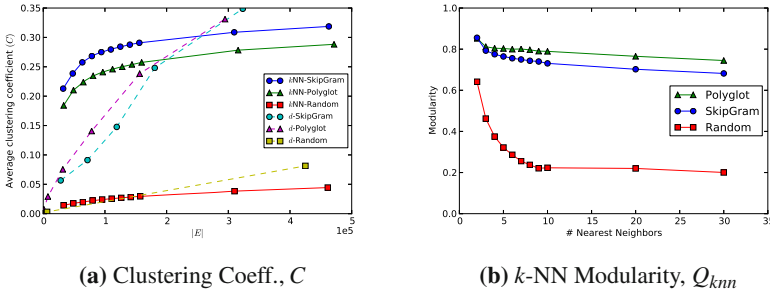 Average clustering coefficient (C)
0.35
0.30
0.25
0.20
0.15
0.10
0.05
0.00
0 1 2 3 4 5
1e5
|E|
kNN-SkipGram
kNN-Polyglot
kNN-Random
d-SkipGram
d-Polyglot
d-Random
(a) Clustering Coeff., C
Modularity
1.0
0.8
0.6
0.4
0.2
0.0
0 5 10 15 20 25 30 35
# Nearest Neighbors
Polyglot
SkipGram
Random
(b) k-NN Modularity, Qknn